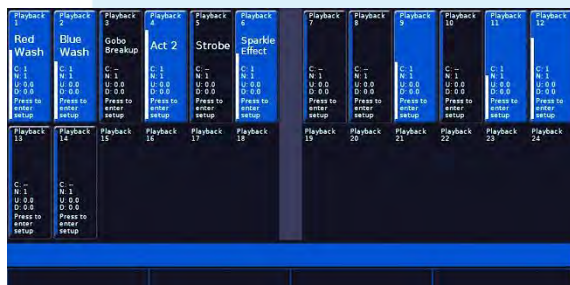 Playback 1
Red Wash
C: 1
N: 1
U: 0.0
D: 0.0
Press to enter setup
Playback 2
Blue Wash
C: 1
N: 1
U: 0.0
D: 0.0
Press to enter setup
Playback 3
Gobo Breakup
C: --
N: 1
U: 0.0
D: 0.0
Press to enter setup
Playback 4
Act 2
C: 1
N: 1
U: 0.0
D: 0.0
Press to enter setup
Playback 5
Strobe
C: --
N: 1
U: 0.0
D: 0.0
Press to enter setup
Playback 6
Sparkle Effect
C: 1
N: 1
U: 0.0
D: 0.0
Press to enter setup
Playback 7
C: --
N: 1
U: 0.0
D: 0.0
Press to enter setup
Playback 8
C: --
N: 1
U: 0.0
D: 0.0
Press to enter setup
Playback 9
C: 1
N: 1
U: 0.0
D: 0.0
Press to enter setup
Playback 10
C: --
N: 1
U: 0.0
D: 0.0
Press to enter setup
Playback 11
C: 1
N: 1
U: 0.0
D: 0.0
Press to enter setup
Playback 12
C: 1
N: 1
U: 0.0
D: 0.0
Press to enter setup
Playback 13
C: --
N: 1
U: 0.0
D: 0.0
Press to enter setup
Playback 14
C: --
N: 1
U: 0.0
D: 0.0
Press to enter setup
Playback 15
Playback 16
Playback 17
Playback 18
Playback 19
Playback 20
Playback 21
Playback 22
Playback 23
Playback 24